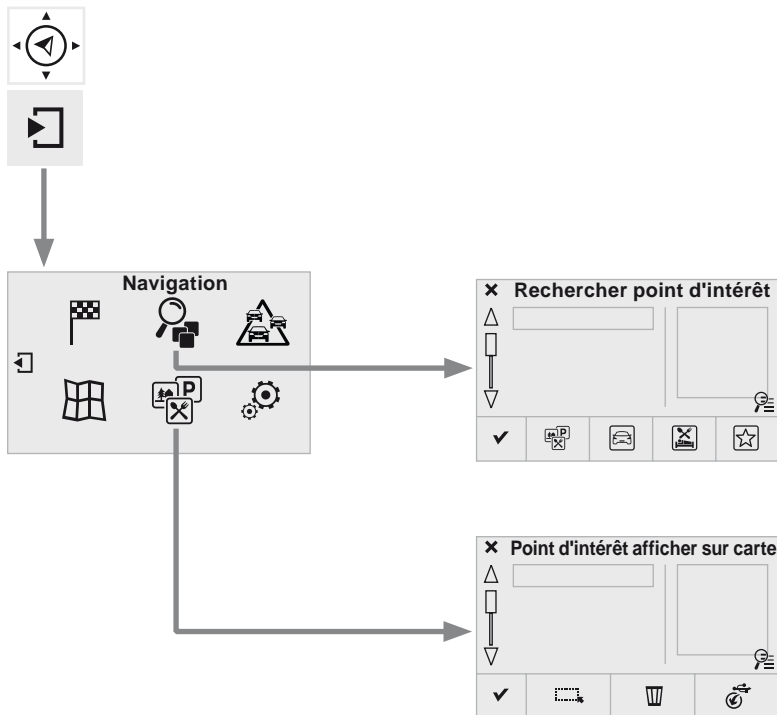 Navigation
Rechercher point d'intérêt
P
P
Point d'intérêt afficher sur carte